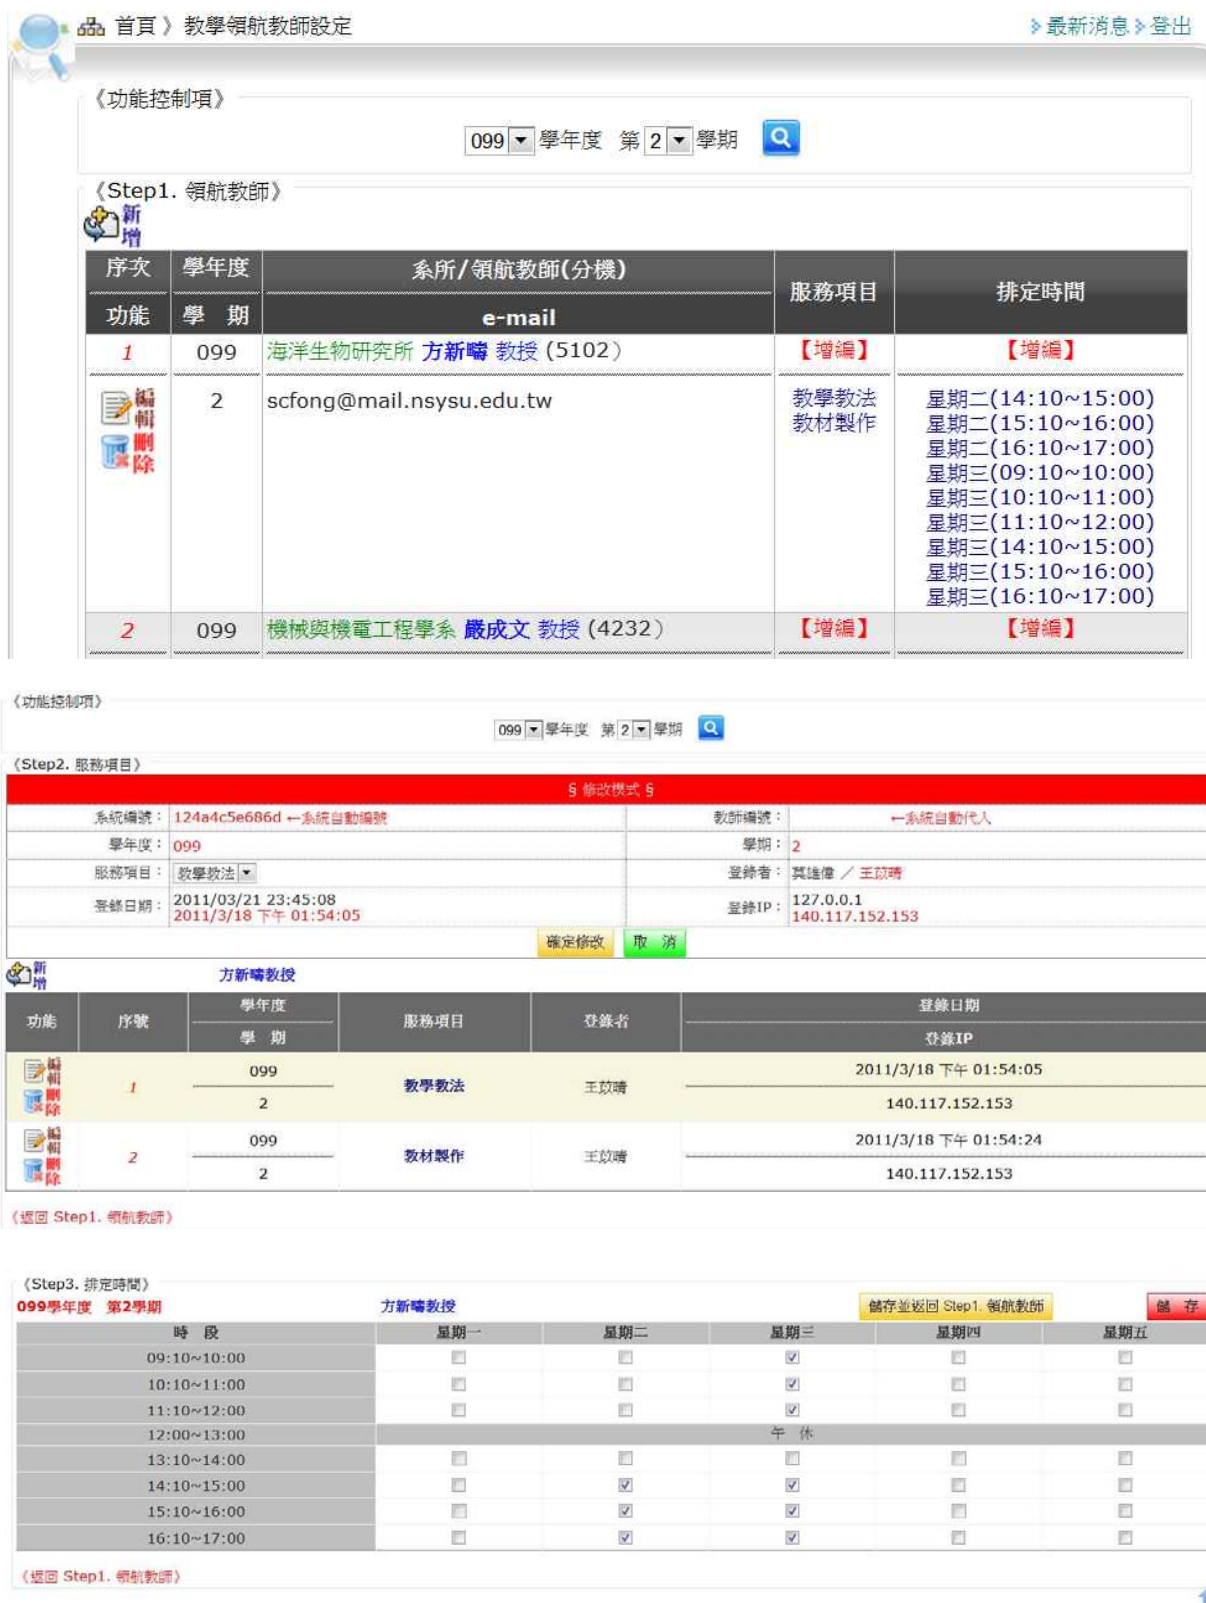 首頁 》教學領航教師設定
最新消息 登出
《功能控制項》
099 學年度 第 2 學期
《Step1. 領航教師》
新增
序次 學年度 系所/領航教師(分機) 服務項目 排定時間
功能 學 期 e-mail
1 099 海洋生物研究所 方新疇 教授 (5102) 【增編】 【增編】
編輯 2 scfong@mail.nsysu.edu.tw 教學教法 星期二(14:10~15:00)
刪除 教材製作 星期二(15:10~16:00)
星期二(16:10~17:00)
星期三(09:10~10:00)
星期三(10:10~11:00)
星期三(11:10~12:00)
星期三(14:10~15:00)
星期三(15:10~16:00)
星期三(16:10~17:00)
2 099 機械與機電工程學系 嚴成文 教授 (4232) 【增編】 【增編】
《功能控制項》
099 學年度 第 2 學期
《Step2. 服務項目》
§ 修改模式 §
系統編號： 124a4c5e686d ←系統自動編號 教師編號： ←系統自動代入
學年度： 099 學期： 2
服務項目： 教學教法 登錄者： 莫雄偉 ／ 王苡晴
登錄日期： 2011/03/21 23:45:08 登錄IP： 127.0.0.1
2011/3/18 下午 01:54:05 140.117.152.153
確定修改 取 消
新增 方新疇教授
功能 序號 學年度 服務項目 登錄者 登錄日期
學 期 登錄IP
編輯 1 099 教學教法 王苡晴 2011/3/18 下午 01:54:05
刪除 2 140.117.152.153
編輯 2 099 教材製作 王苡晴 2011/3/18 下午 01:54:24
刪除 2 140.117.152.153
《返回 Step1. 領航教師》
《Step3. 排定時間》
099學年度 第2學期 方新疇教授 儲存並返回 Step1. 領航教師 儲 存
時 段 星期一 星期二 星期三 星期四 星期五
09:10~10:00
10:10~11:00
11:10~12:00
12:00~13:00 午 休
13:10~14:00
14:10~15:00
15:10~16:00
16:10~17:00
《返回 Step1. 領航教師》